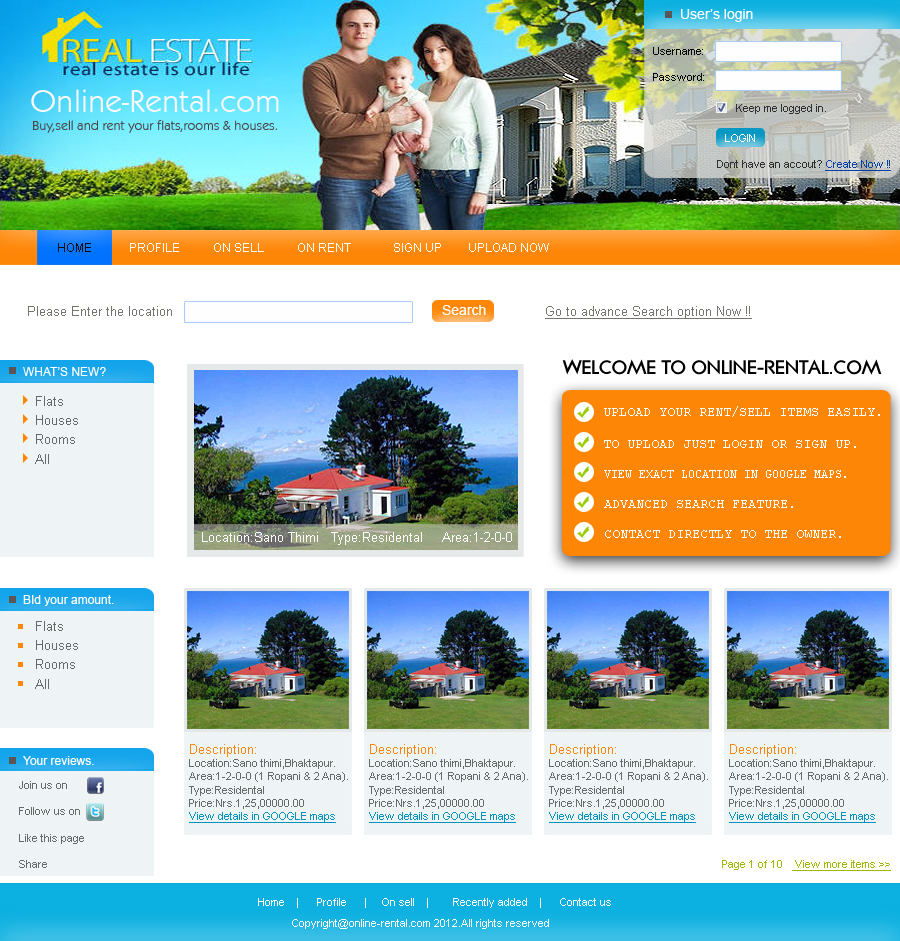 REAL ESTATE
real estate is our life
Online-Rental.com
Buy,sell and rent your flats,rooms & houses.
User's login
Username:
Password:
Keep me logged in.
LOGIN
Dont have an accout? Create Now !!
HOME PROFILE ON SELL ON RENT SIGN UP UPLOAD NOW
Please Enter the location Search Go to advance Search option Now !!
WHAT'S NEW?
Flats
Houses
Rooms
All
Location:Sano Thimi Type:Residental Area:1-2-0-0
WELCOME TO ONLINE-RENTAL.COM
UPLOAD YOUR RENT/SELL ITEMS EASILY.
TO UPLOAD JUST LOGIN OR SIGN UP.
VIEW EXACT LOCATION IN GOOGLE MAPS.
ADVANCED SEARCH FEATURE.
CONTACT DIRECTLY TO THE OWNER.
BId your amount.
Flats
Houses
Rooms
All
Your reviews.
Join us on f
Follow us on t
Like this page
Share
Description:
Location:Sano thimi,Bhaktapur.
Area:1-2-0-0 (1 Ropani & 2 Ana).
Type:Residental
Price:Nrs.1,25,00000.00
View details in GOOGLE maps
Description:
Location:Sano thimi,Bhaktapur.
Area:1-2-0-0 (1 Ropani & 2 Ana).
Type:Residental
Price:Nrs.1,25,00000.00
View details in GOOGLE maps
Description:
Location:Sano thimi,Bhaktapur.
Area:1-2-0-0 (1 Ropani & 2 Ana).
Type:Residental
Price:Nrs.1,25,00000.00
View details in GOOGLE maps
Description:
Location:Sano thimi,Bhaktapur.
Area:1-2-0-0 (1 Ropani & 2 Ana).
Type:Residental
Price:Nrs.1,25,00000.00
View details in GOOGLE maps
Page 1 of 10 View more items >>
Home | Profile | On sell | Recently added | Contact us
Copyright@online-rental.com 2012.All rights reserved